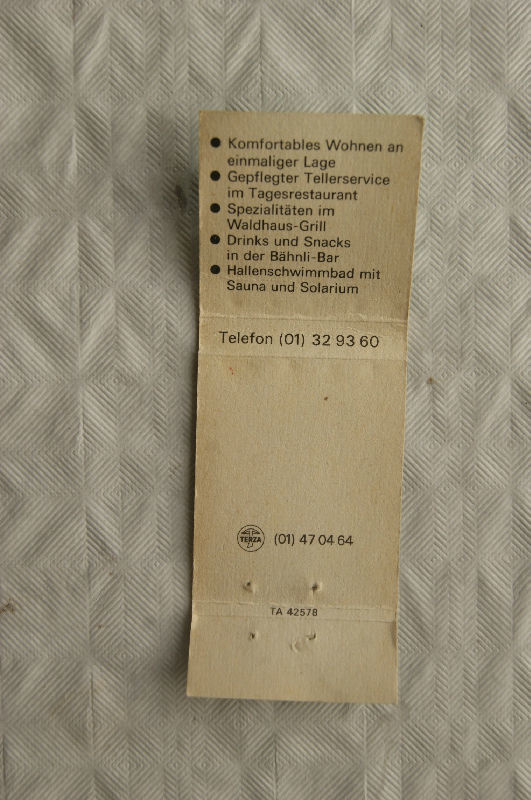 ● Komfortables Wohnen an
einmaliger Lage
● Gepflegter Tellerservice
im Tagesrestaurant
● Spezialitäten im
Waldhaus-Grill
● Drinks und Snacks
in der Bähnli-Bar
● Hallenschwimmbad mit
Sauna und Solarium
Telefon (01) 32 93 60
TERZA (01) 47 04 64
TA 42578